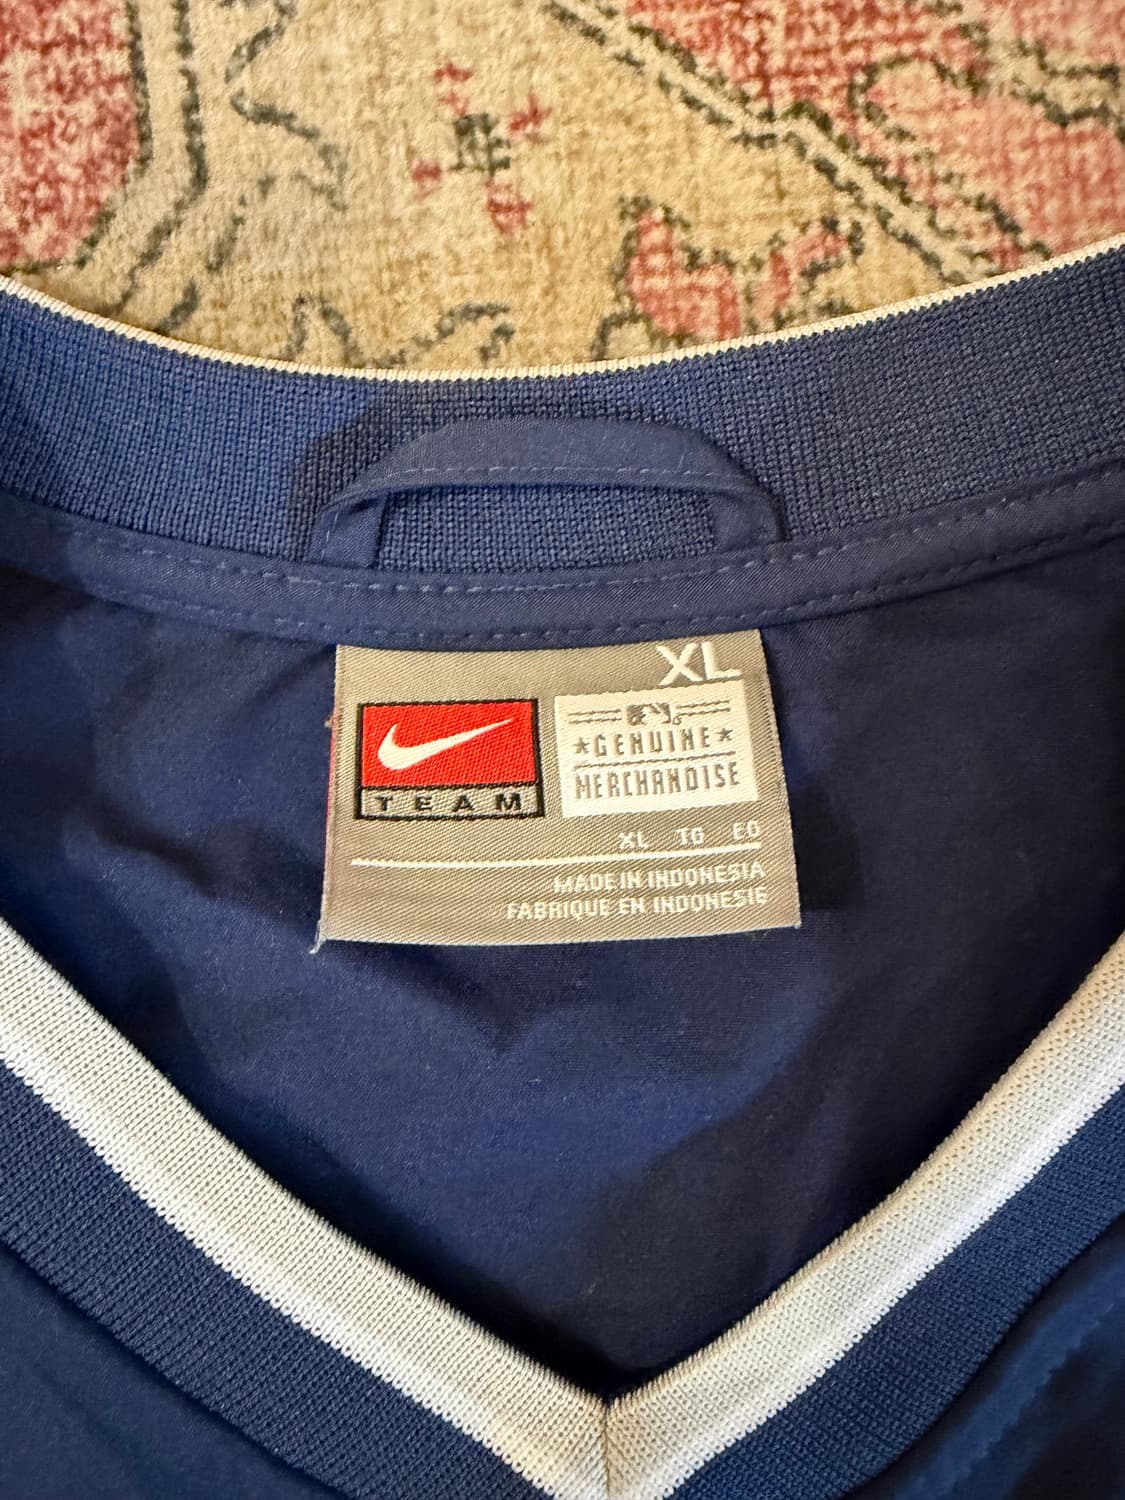 XL
★GENUINE★
MERCHANDISE
TEAM
XL TG EG
MADE IN INDONESIA
FABRIQUE EN INDONESIE